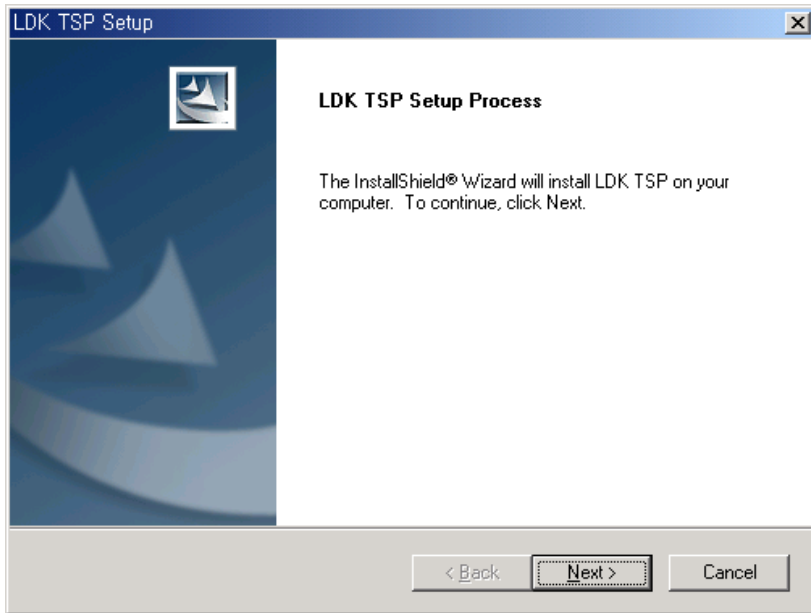 LDK TSP Setup
LDK TSP Setup Process
The InstallShield® Wizard will install LDK TSP on your
computer. To continue, click Next.
< Back
Next >
Cancel